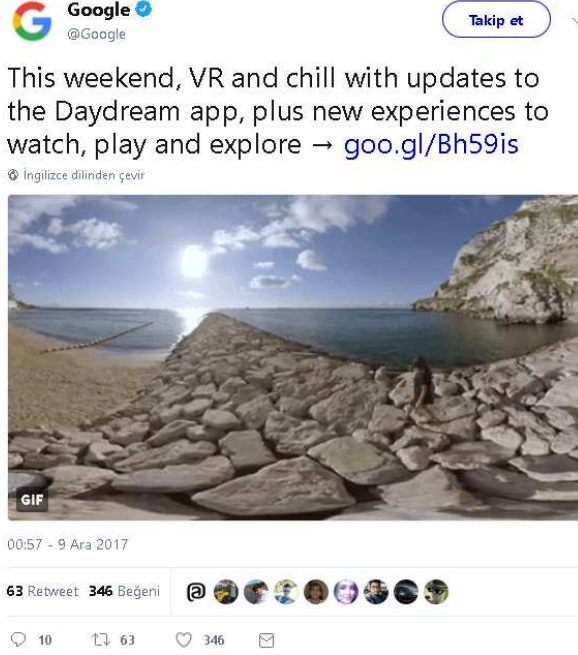 Google
@Google
Takip et
This weekend, VR and chill with updates to
the Daydream app, plus new experiences to
watch, play and explore → goo.gl/Bh59is
İngilizce dilinden çevir
GIF
00:57 - 9 Ara 2017
63 Retweet 346 Beğeni
10 63 346